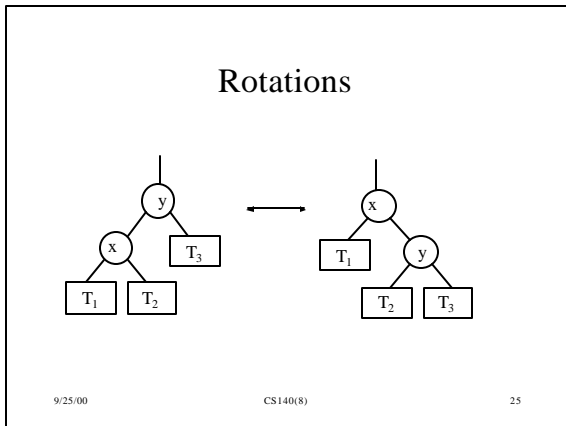 Rotations
y
x
T₃
T₁ T₂
x
T₁
y
T₂ T₃
9/25/00 CS140(8) 25